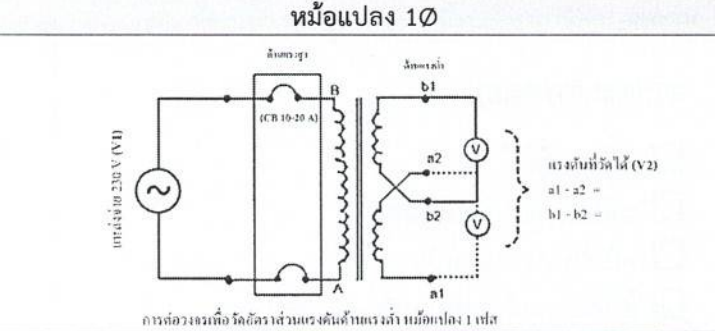 หม้อแปลง 1Ø
ด้านแรงสูง
ด้านแรงต่ำ
B
b1
(CB 10-20 A)
V
a2
แหล่งจ่าย 230 V (V1)
แรงดันที่วัดได้ (V2)
a1 - a2 =
b2
V
b1 - b2 =
A
a1
การต่อวงจรเพื่อวัดอัตราส่วนแรงดันด้านแรงต่ำ หม้อแปลง 1 เฟส